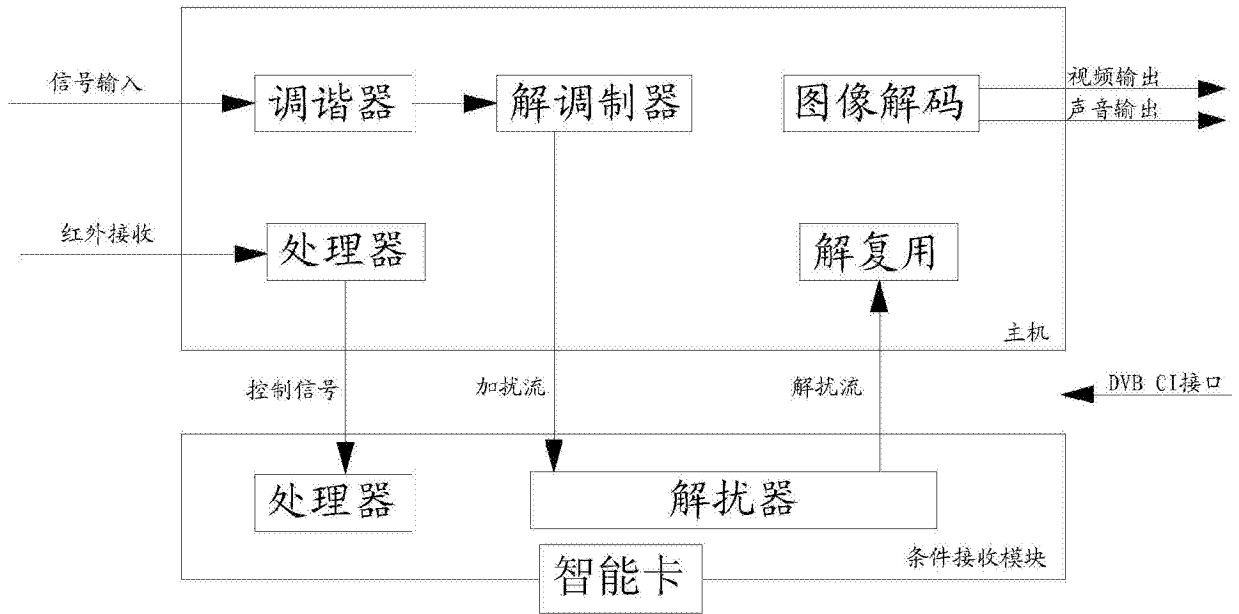 信号输入
调谐器
解调制器
图像解码
视频输出
声音输出
红外接收
处理器
解复用
主机
控制信号
加扰流
解扰流
DVB CI接口
处理器
解扰器
条件接收模块
智能卡